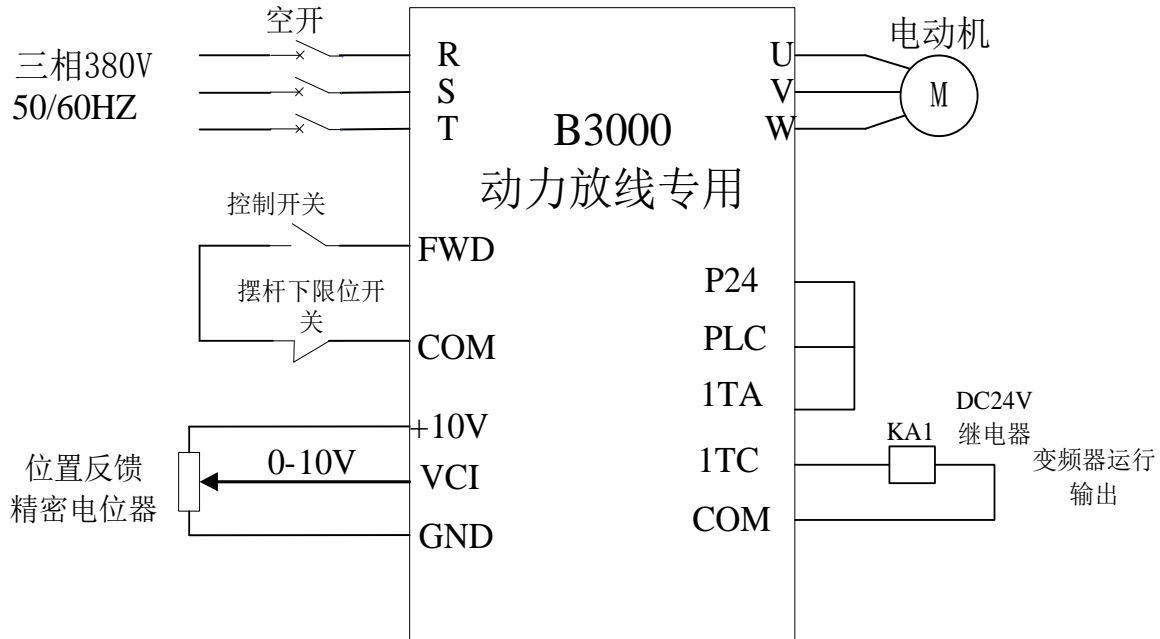 空开
三相380V
50/60HZ
R
S
T
控制开关
FWD
摆杆下限位开
关
COM
+10V
位置反馈
精密电位器
0-10V
VCI
GND
B3000
动力放线专用
电动机
U
V
W
M
P24
PLC
1TA
1TC
COM
KA1
DC24V
继电器
变频器运行
输出